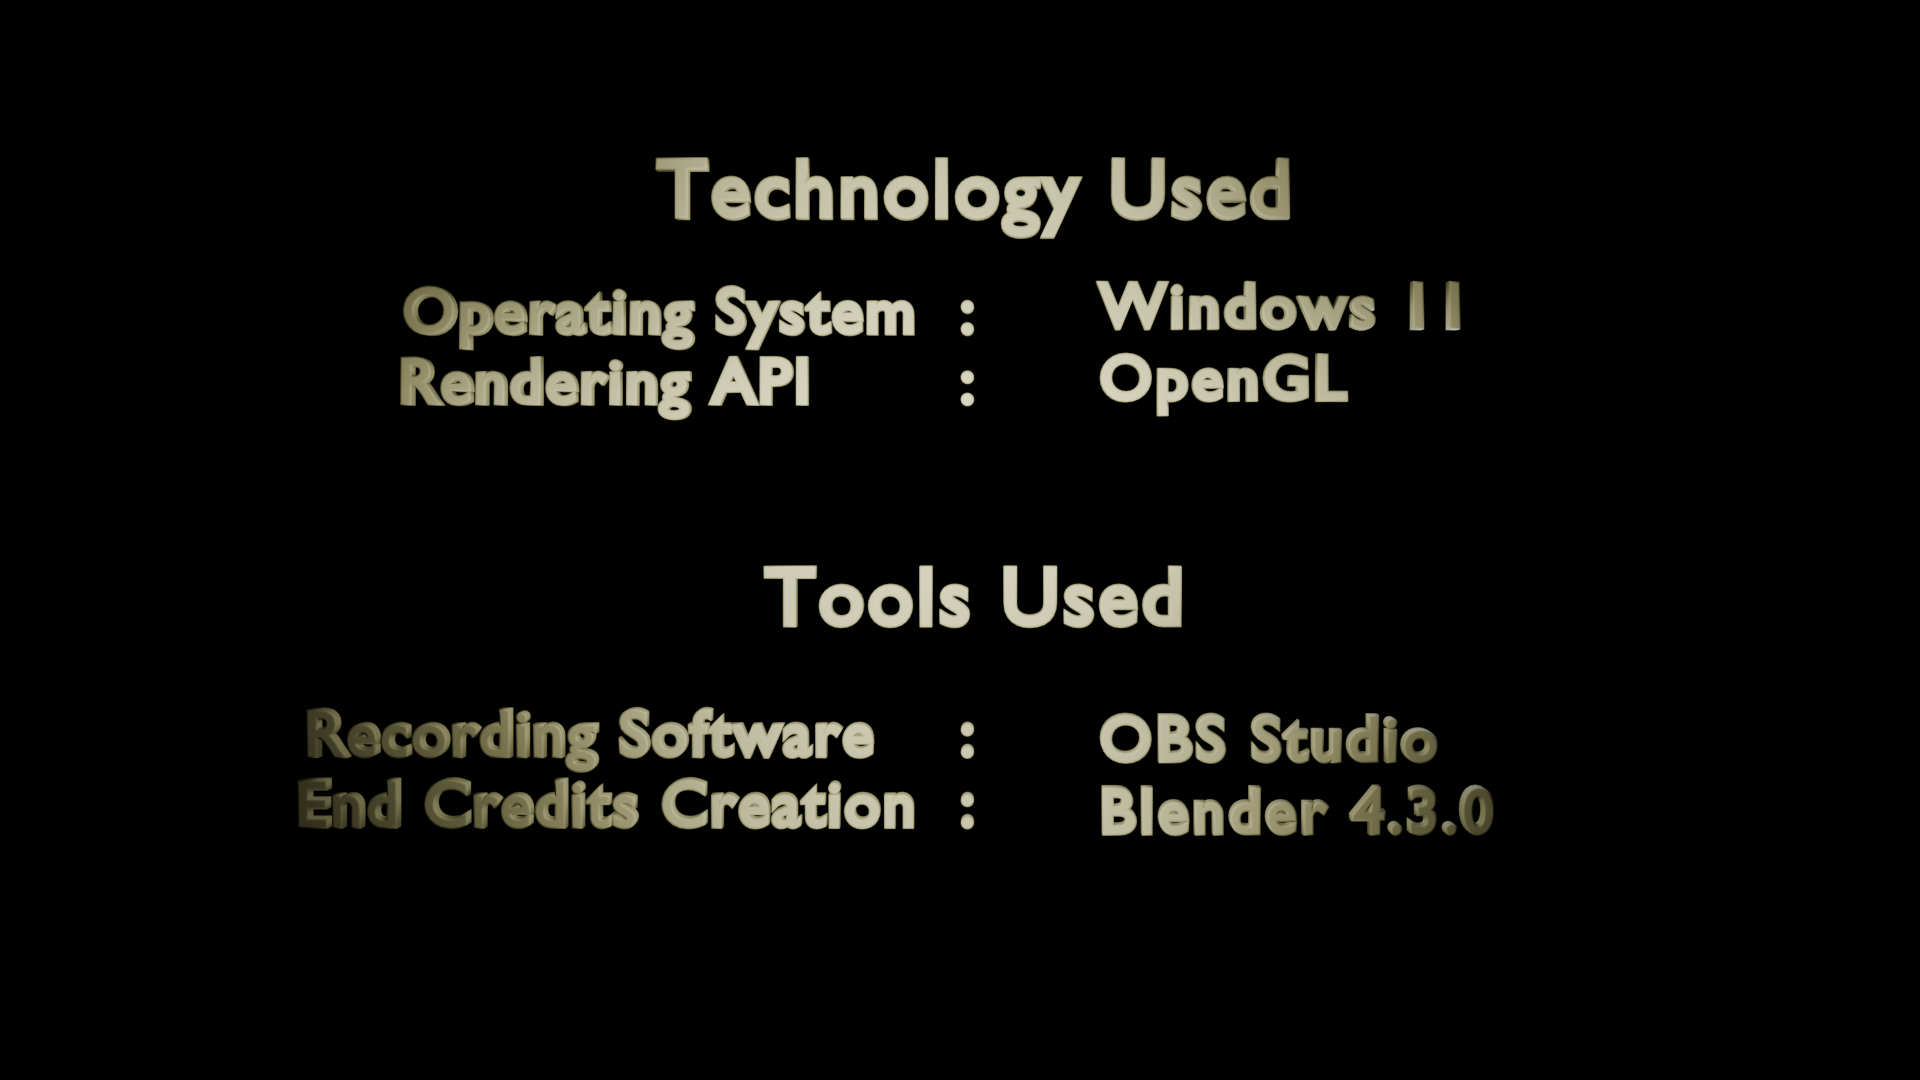 Technology Used
Operating System : Windows 11
Rendering API : OpenGL
Tools Used
Recording Software : OBS Studio
End Credits Creation : Blender 4.3.0